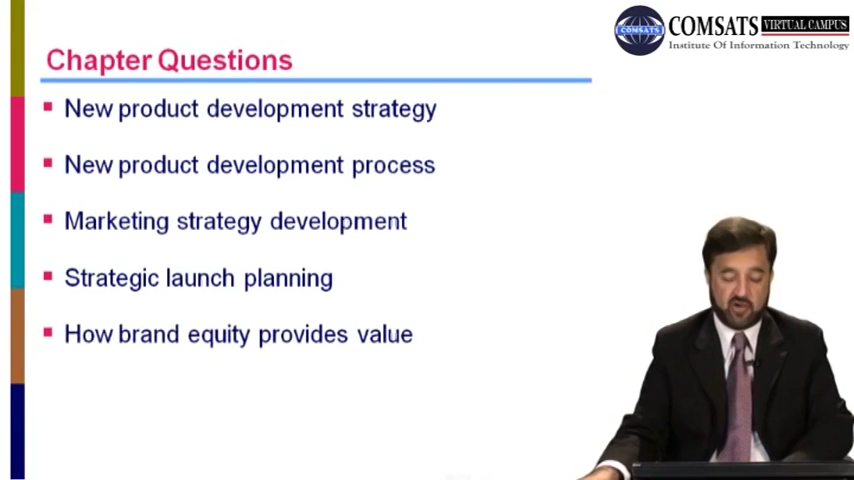 COMSATS VIRTUAL CAMPUS
COMSATS
Institute Of Information Technology
Chapter Questions
New product development strategy
New product development process
Marketing strategy development
Strategic launch planning
How brand equity provides value